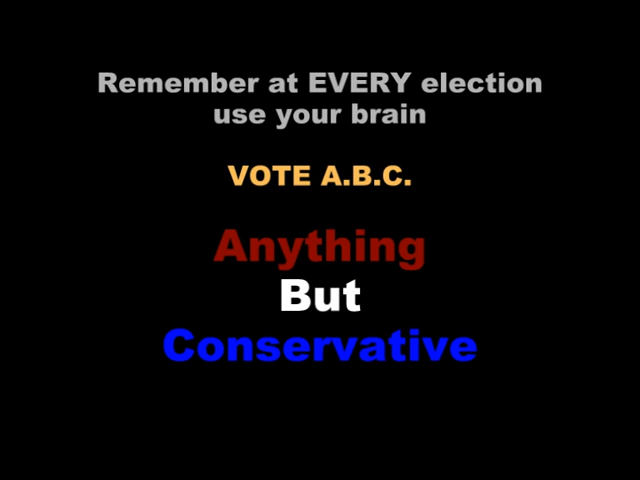 Remember at EVERY election
use your brain
VOTE A.B.C.
Anything
But
Conservative